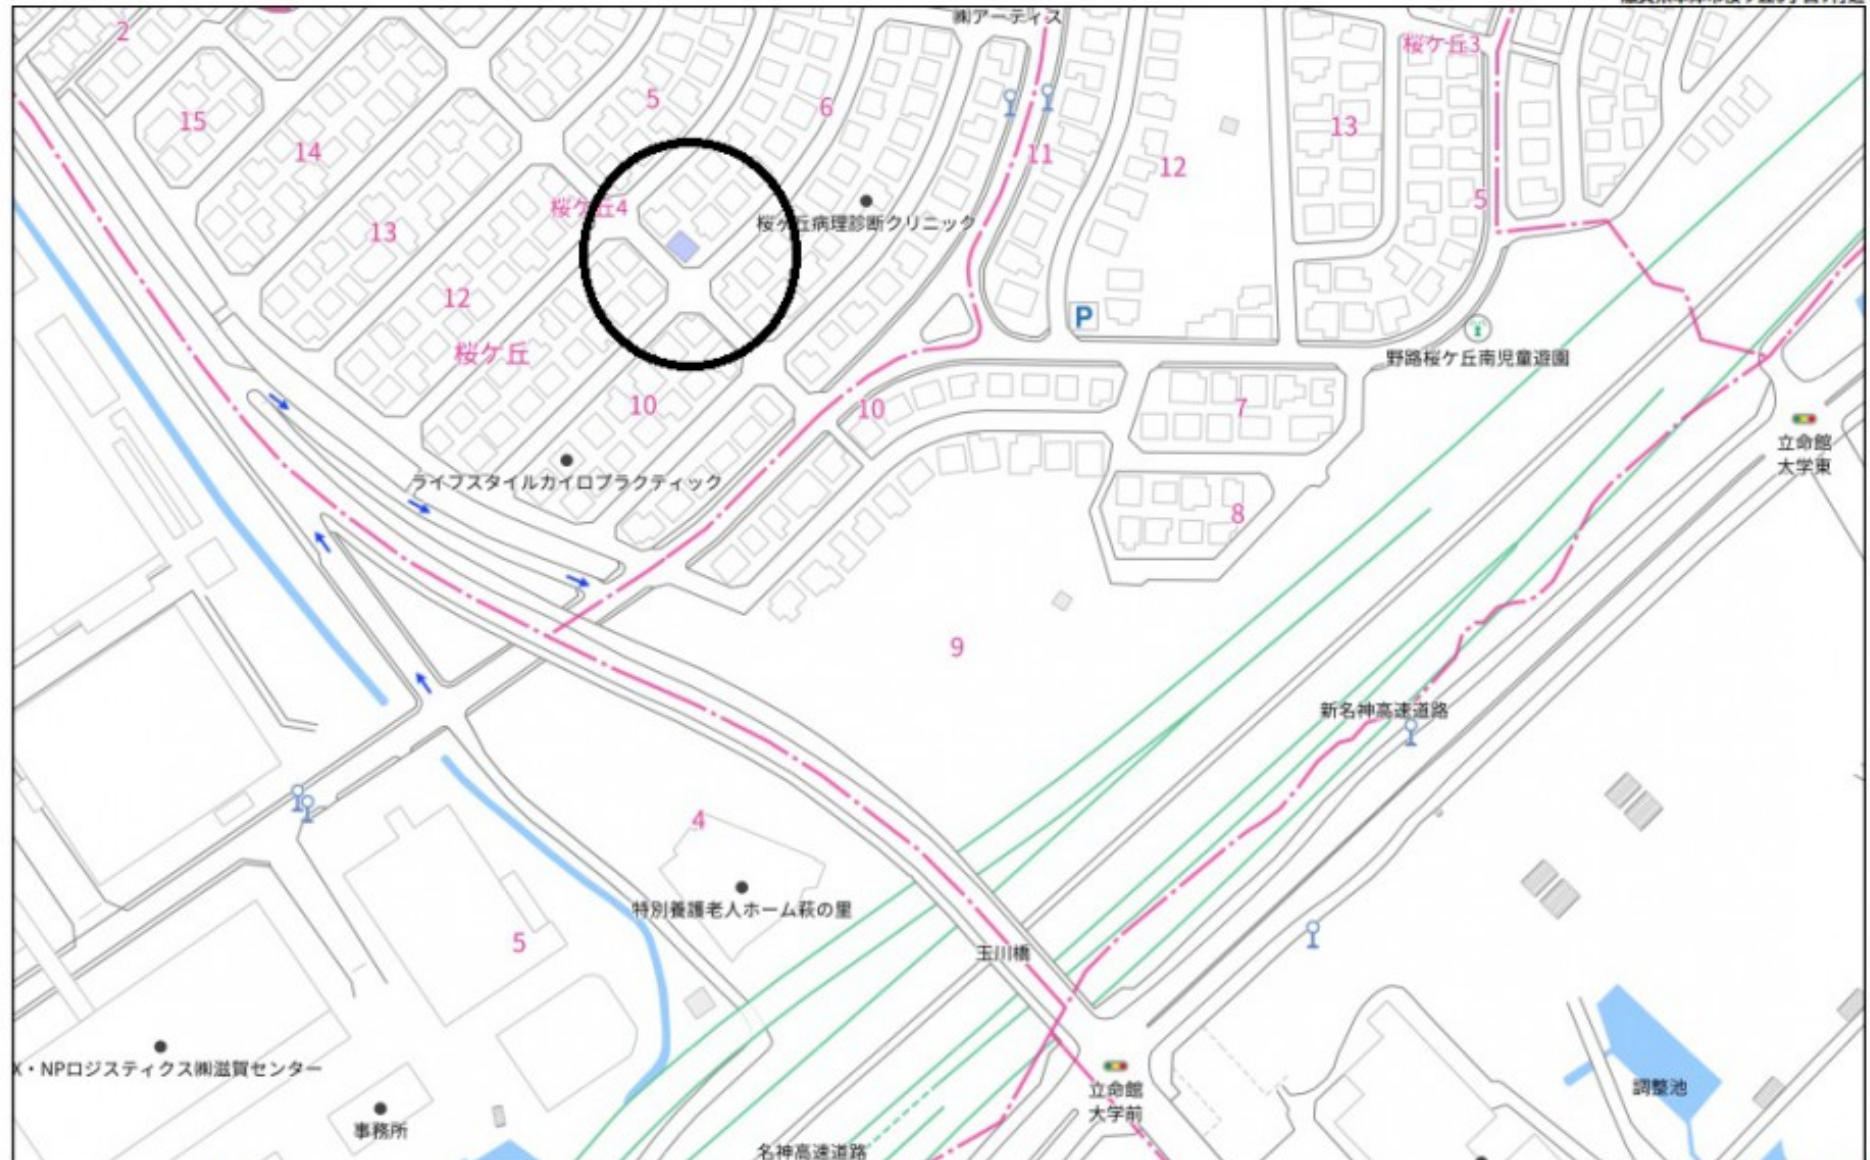 ㈱アーティス
2
桜ケ丘3
5
6
15
13
14
11
12
5
桜ケ丘4
桜ケ丘病理診断クリニック
13
12
P
桜ケ丘
野路桜ケ丘南児童遊園
10
10
7
立命館
大学東
ライフスタイルカイロプラクティック
8
9
新名神高速道路
4
特別養護老人ホーム萩の里
5
玉川橋
X・NPロジスティクス㈱滋賀センター
立命館
大学前
調整池
事務所
名神高速道路